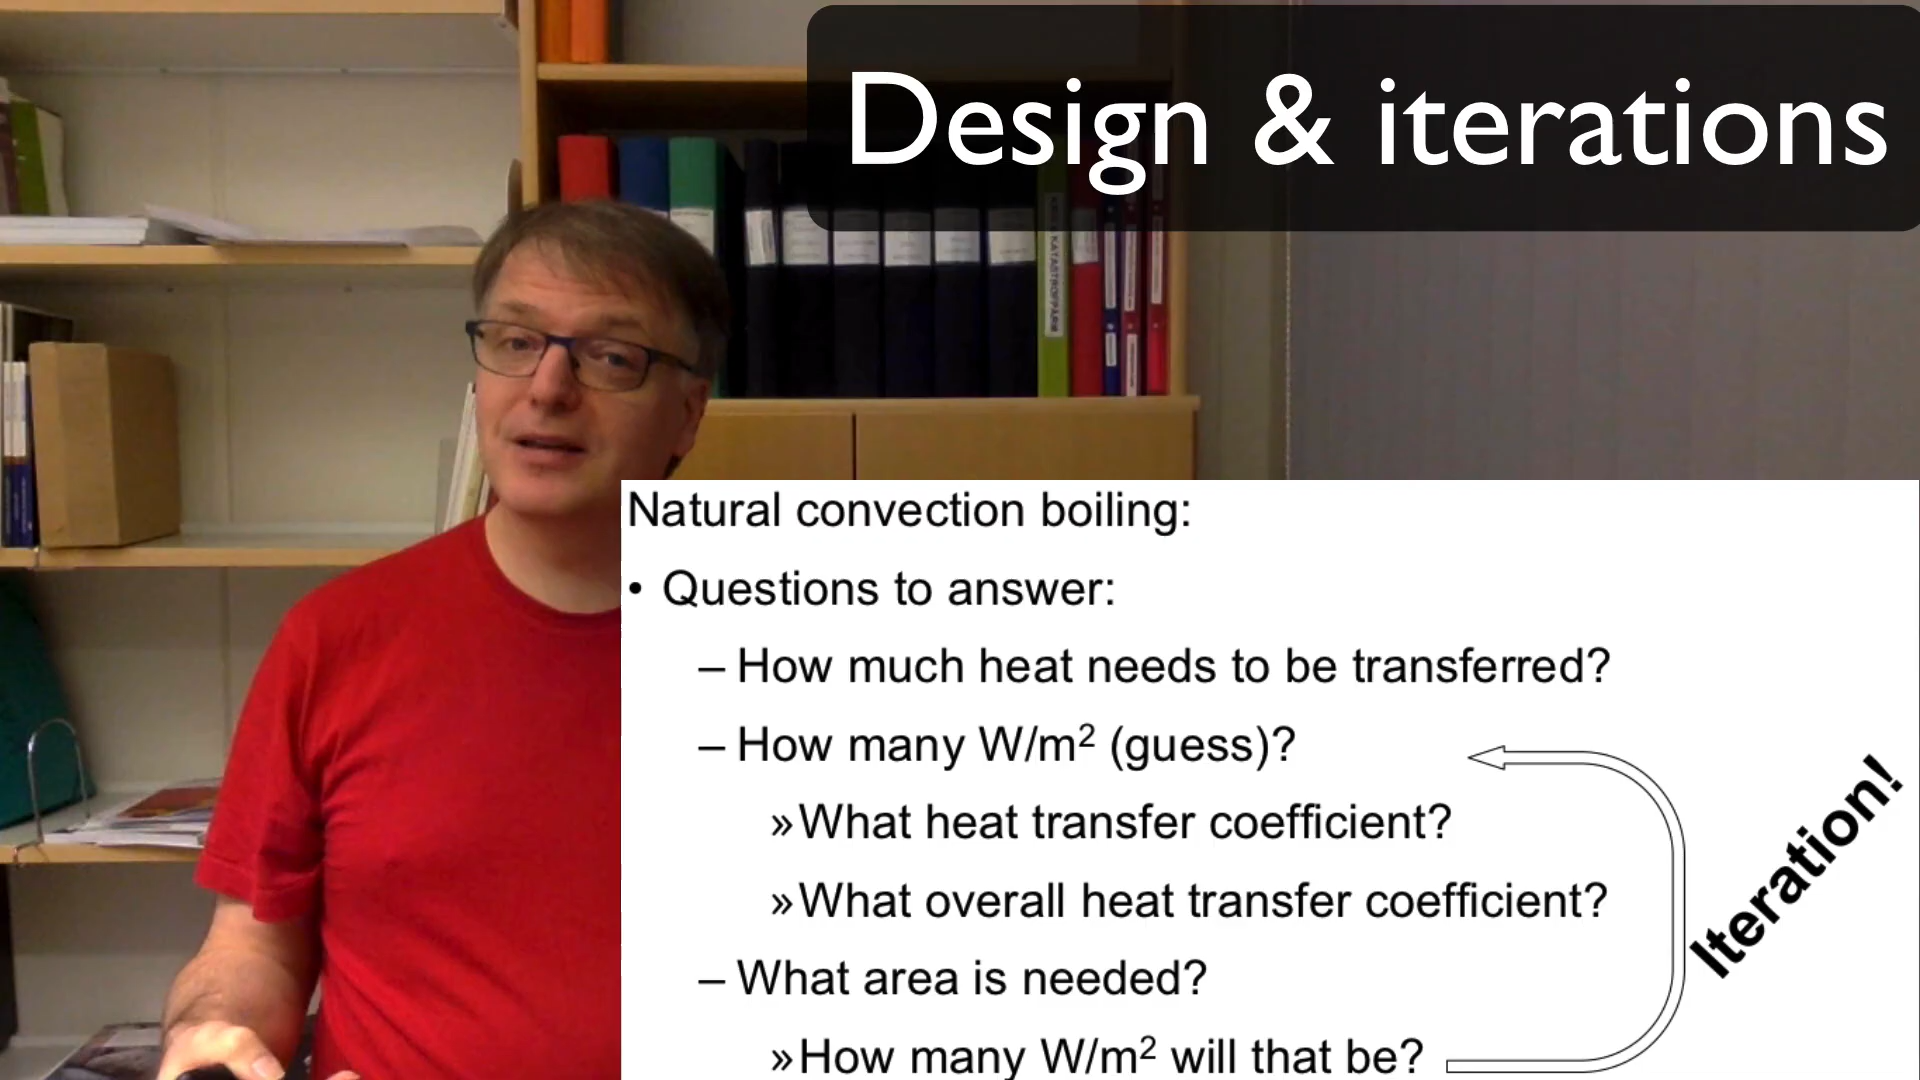 Design & iterations
Natural convection boiling:
• Questions to answer:
– How much heat needs to be transferred?
– How many W/m² (guess)?
»What heat transfer coefficient?
»What overall heat transfer coefficient?
– What area is needed?
»How many W/m² will that be?
Iteration!